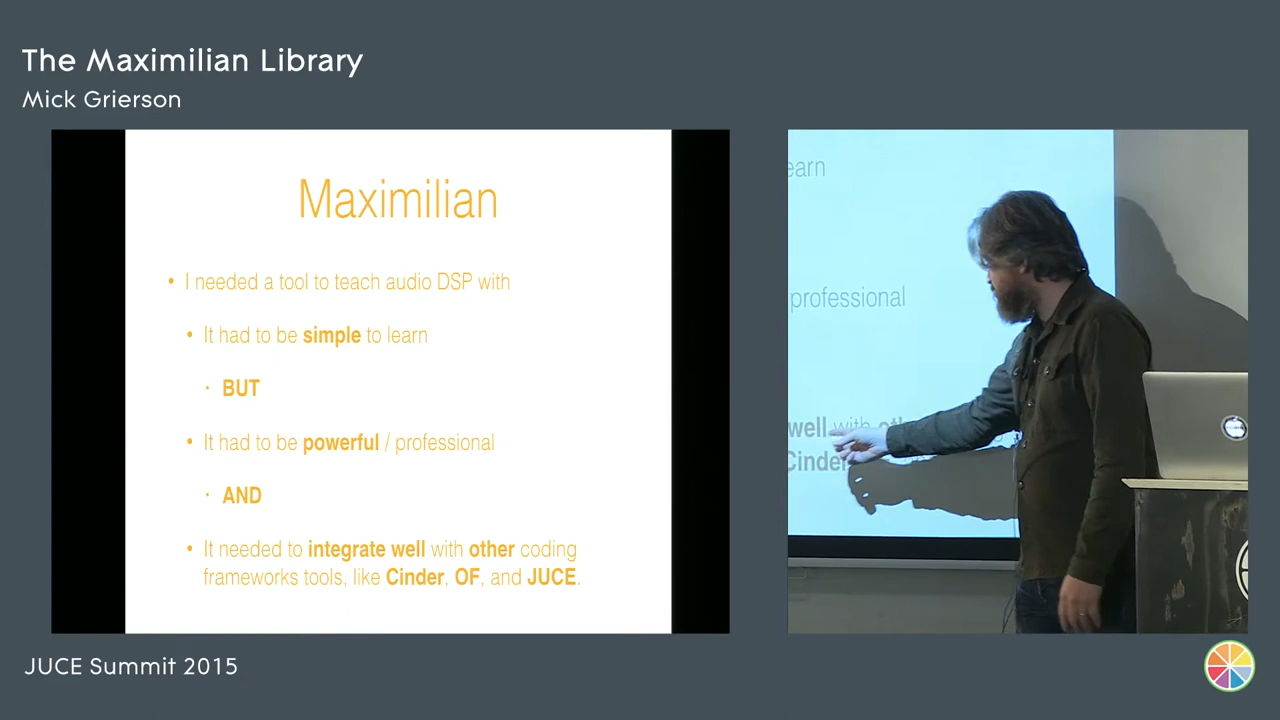 The Maximilian Library
Mick Grierson
Maximilian
• I needed a tool to teach audio DSP with
• It had to be simple to learn
· BUT
• It had to be powerful / professional
· AND
• It needed to integrate well with other coding
frameworks tools, like Cinder, OF, and JUCE.
earn
professional
well with oth
Cinder
JUCE Summit 2015